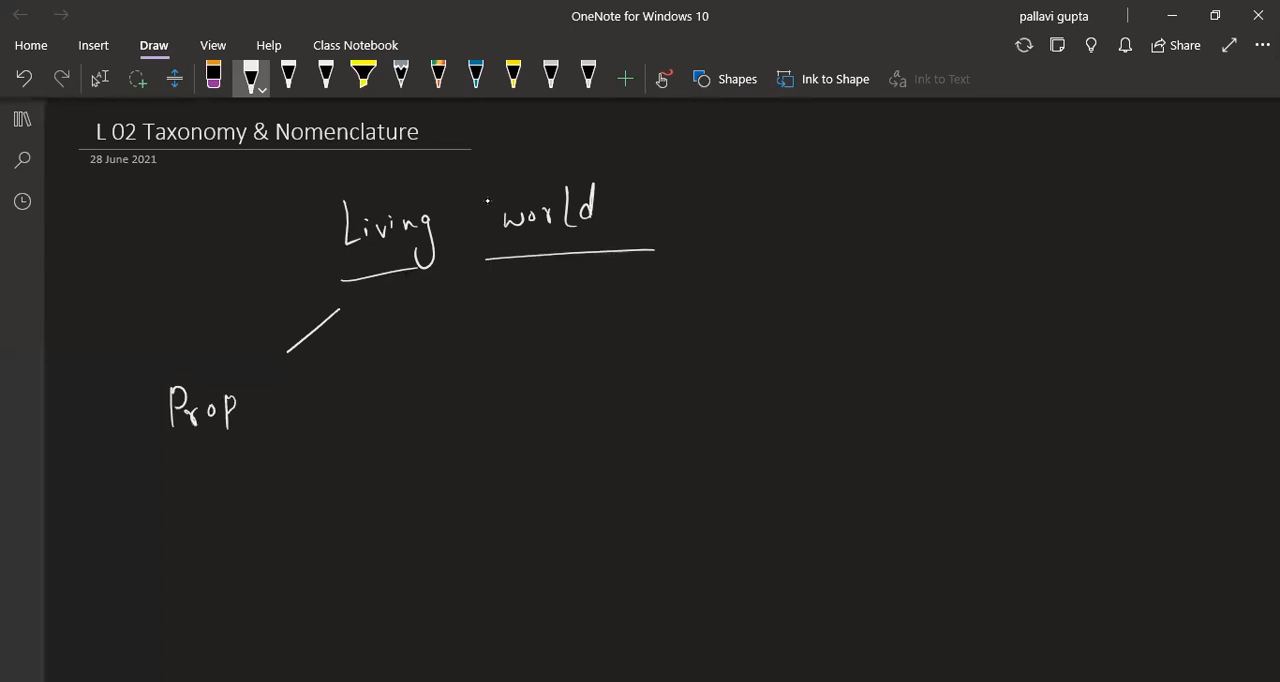 OneNote for Windows 10
pallavi gupta
Home Insert Draw View Help Class Notebook
Share
Shapes Ink to Shape Ink to Text
L 02 Taxonomy & Nomenclature
28 June 2021
Living world
Prop